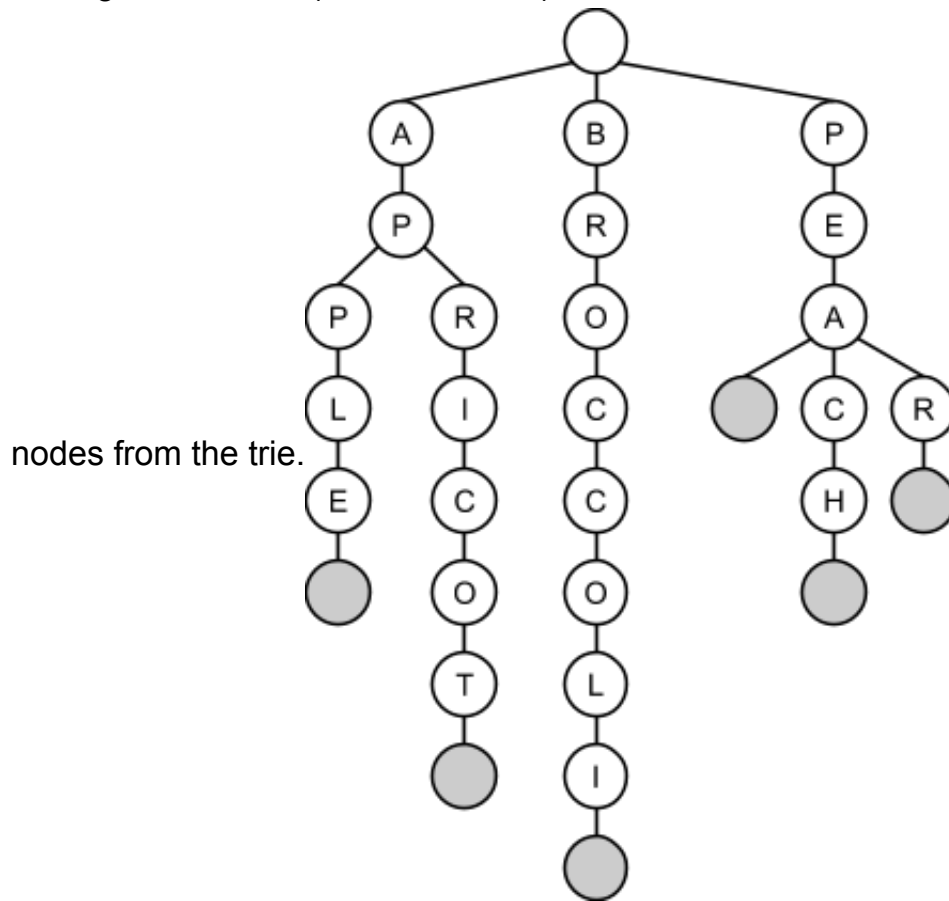 A B P
P R E
P R O A
L I C C R
nodes from the trie.
E C C H
O O
T L
I